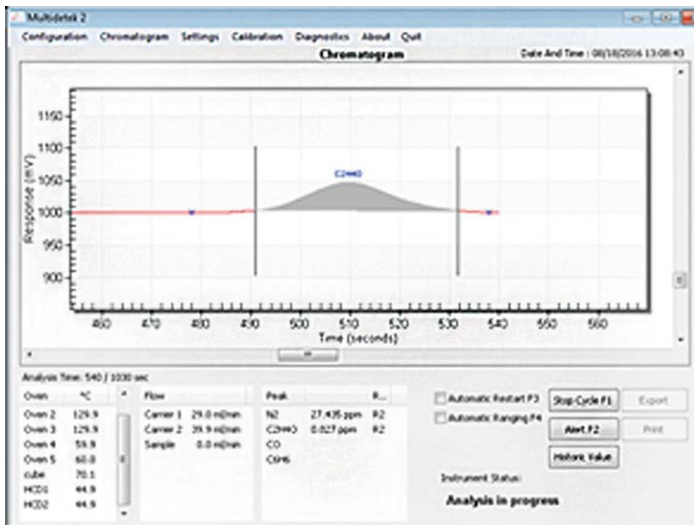 Multidetek 2
Configuration Chromatogram Settings Calibration Diagnostics About Quit
Chromatogram
Date And Time : 08/18/2016 13:08:43
1150
1100
1050
1000
950
900
Response (mV)
C2H4O
460 470 480 490 500 510 520 530 540 550 560
Time (seconds)
Analysis Time: 540 / 1030 sec
Oven °C
Oven 2 129.9
Oven 3 129.9
Oven 4 59.9
Oven 5 60.0
cube 70.1
HCD1 44.9
HCD2 44.9
Flow
Carrier 1 29.0 ml/min
Carrier 2 39.9 ml/min
Sample 0.0 ml/min
Peak R...
N2 27.435 ppm R2
C2H4O 0.027 ppm R2
CO
C6H6
Automatic Restart F3
Automatic Ranging F4
Stop Cycle F1
Export
Alert F2
Print
Historic Value
Instrument Status:
Analysis in progress